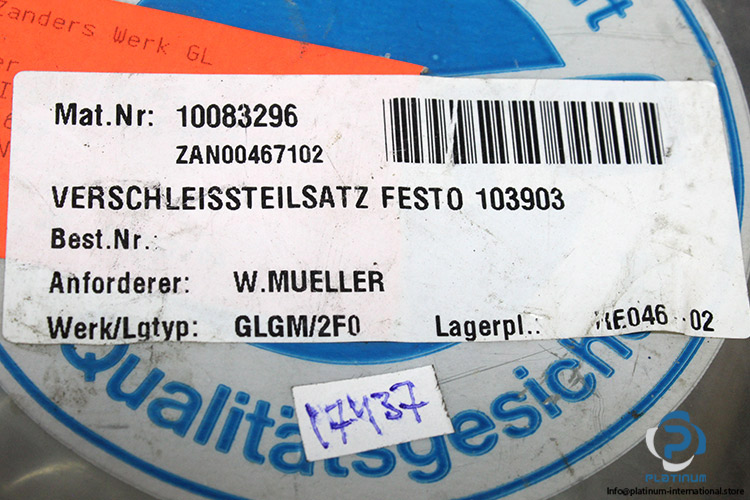 Zanders Werk GL
Mat.Nr: 10083296
ZAN00467102
VERSCHLEISSTEILSATZ FESTO 103903
Best.Nr.
Anforderer: W.MUELLER
Werk/Lgtyp: GLGM/2F0 Lagerpl.: 02
17437
PLATINUM
Info@platinum-international.store